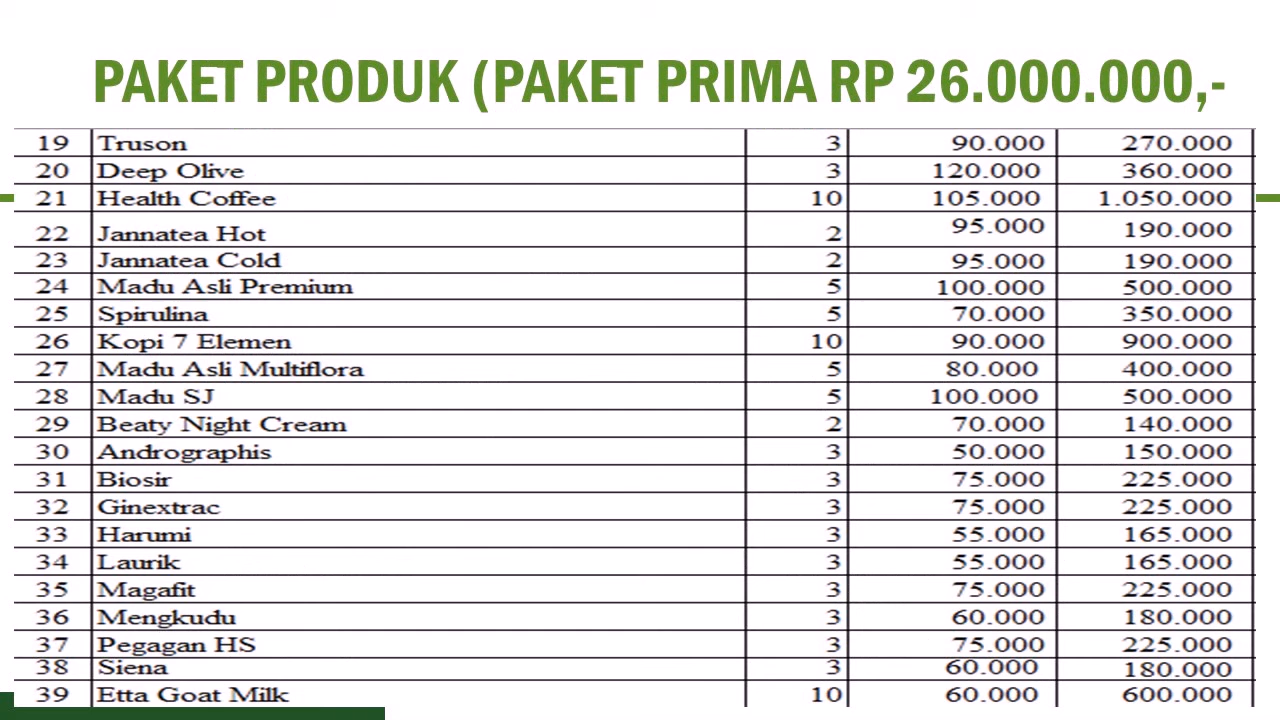 PAKET PRODUK (PAKET PRIMA RP 26.000.000,-
19 Truson 3 90.000 270.000
20 Deep Olive 3 120.000 360.000
21 Health Coffee 10 105.000 1.050.000
22 Jannatea Hot 2 95.000 190.000
23 Jannatea Cold 2 95.000 190.000
24 Madu Asli Premium 5 100.000 500.000
25 Spirulina 5 70.000 350.000
26 Kopi 7 Elemen 10 90.000 900.000
27 Madu Asli Multiflora 5 80.000 400.000
28 Madu SJ 5 100.000 500.000
29 Beaty Night Cream 2 70.000 140.000
30 Andrographis 3 50.000 150.000
31 Biosir 3 75.000 225.000
32 Ginextrac 3 75.000 225.000
33 Harumi 3 55.000 165.000
34 Laurik 3 55.000 165.000
35 Magafit 3 75.000 225.000
36 Mengkudu 3 60.000 180.000
37 Pegagan HS 3 75.000 225.000
38 Siena 3 60.000 180.000
39 Etta Goat Milk 10 60.000 600.000